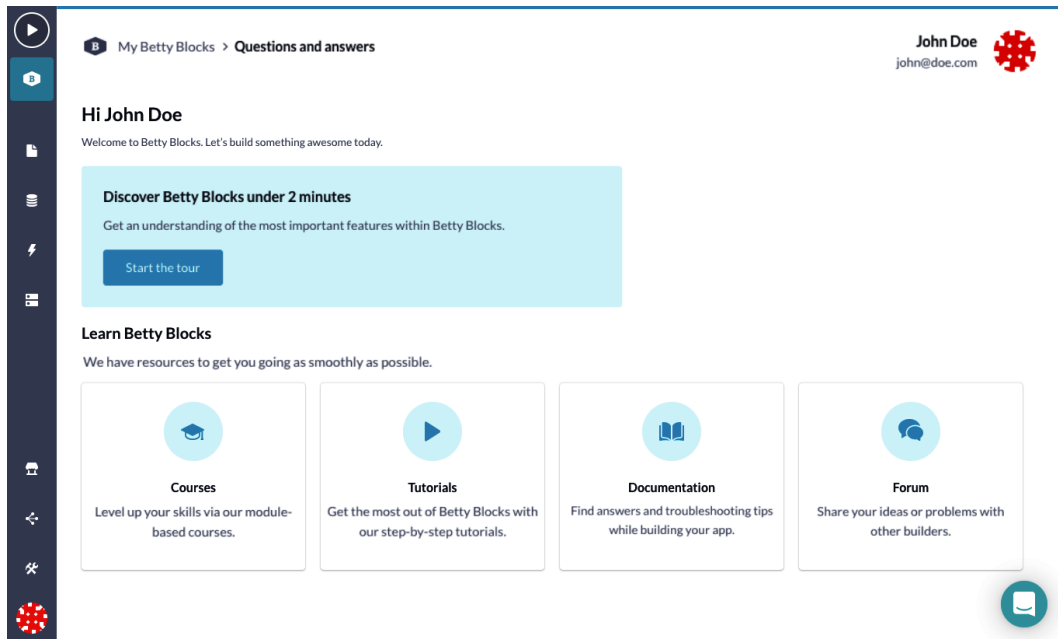 B My Betty Blocks > Questions and answers
John Doe
john@doe.com
B
Hi John Doe
Welcome to Betty Blocks. Let's build something awesome today.
Discover Betty Blocks under 2 minutes
Get an understanding of the most important features within Betty Blocks.
Start the tour
Learn Betty Blocks
We have resources to get you going as smoothly as possible.
Courses
Level up your skills via our module-
based courses.
Tutorials
Get the most out of Betty Blocks with
our step-by-step tutorials.
Documentation
Find answers and troubleshooting tips
while building your app.
Forum
Share your ideas or problems with
other builders.